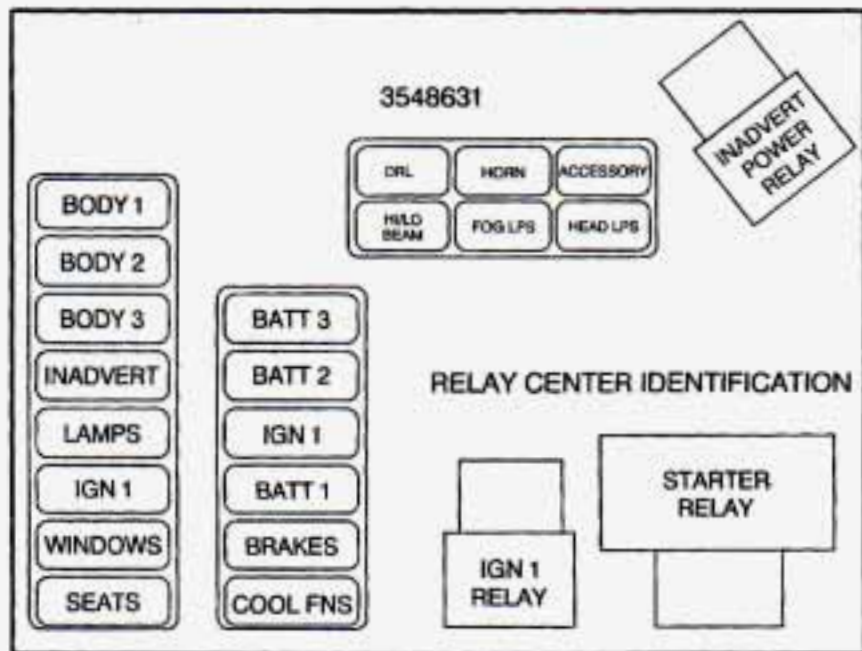 3548631
INADVERT
POWER
RELAY
DRL
HORN
ACCESSORY
HI/LO
BEAM
FOG LPS
HEAD LPS
BODY 1
BODY 2
BODY 3
INADVERT
LAMPS
IGN 1
WINDOWS
SEATS
BATT 3
BATT 2
IGN 1
BATT 1
BRAKES
COOL FNS
RELAY CENTER IDENTIFICATION
IGN 1
RELAY
STARTER
RELAY